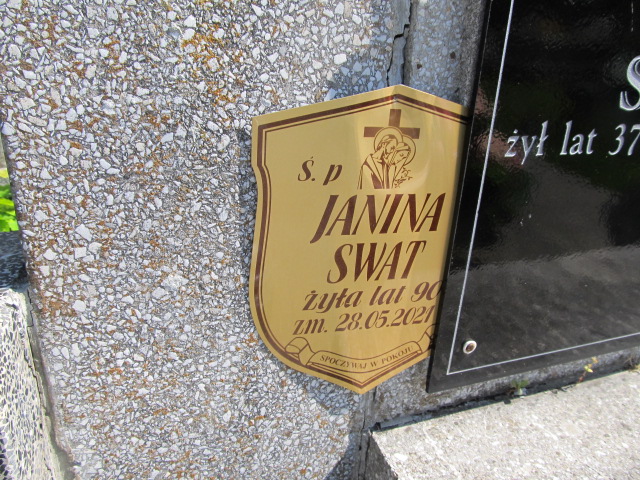 Ś. p
JANINA
SWAT
żyła lat 90
zm. 28.05.2021
SPOCZYWAJ W POKOJU
S
żył lat 37